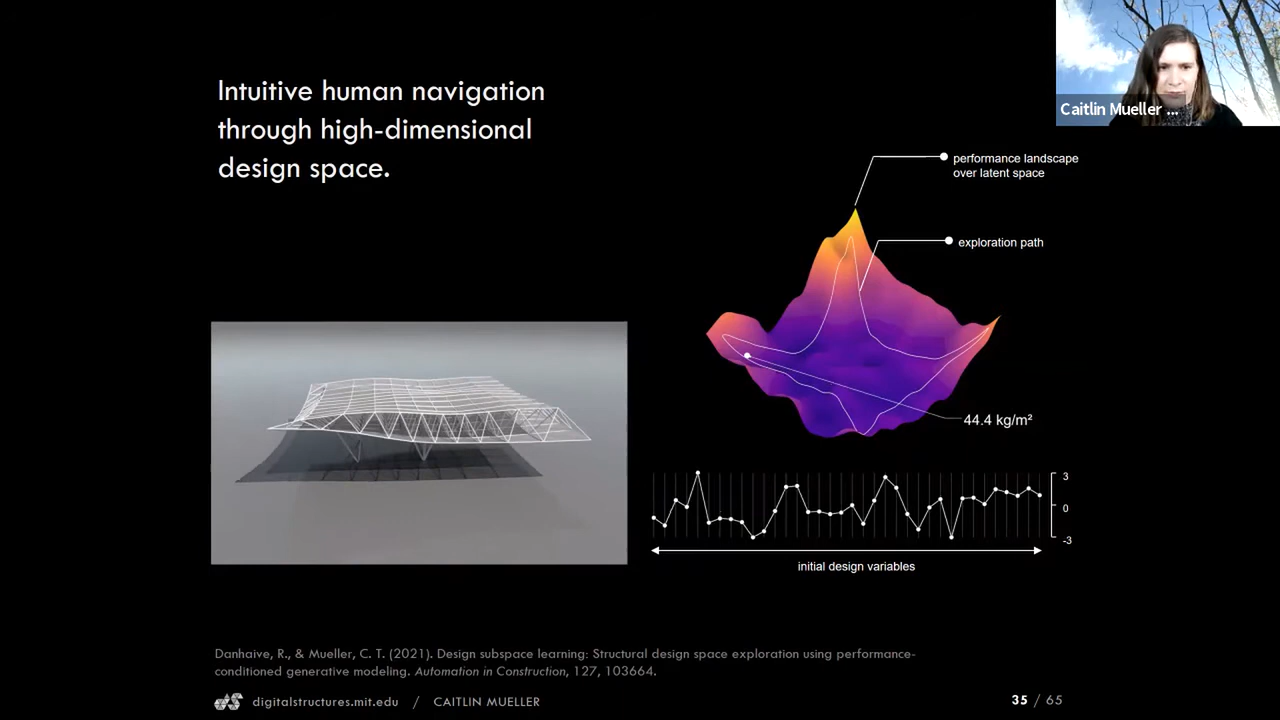 Intuitive human navigation
through high-dimensional
design space.
Caitlin Mueller ...
performance landscape
over latent space
exploration path
44.4 kg/m²
3
0
-3
initial design variables
Danhaive, R., & Mueller, C. T. (2021). Design subspace learning: Structural design space exploration using performance-
conditioned generative modeling. Automation in Construction, 127, 103664.
digitalstructures.mit.edu / CAITLIN MUELLER
35 / 65